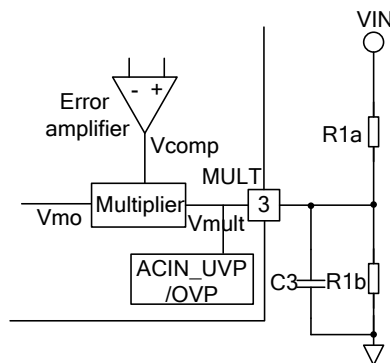 VIN
- +
Error
amplifier
Vcomp
R1a
MULT
Multiplier
3
Vmo
Vmult
ACIN_UVP
/OVP
C3
R1b